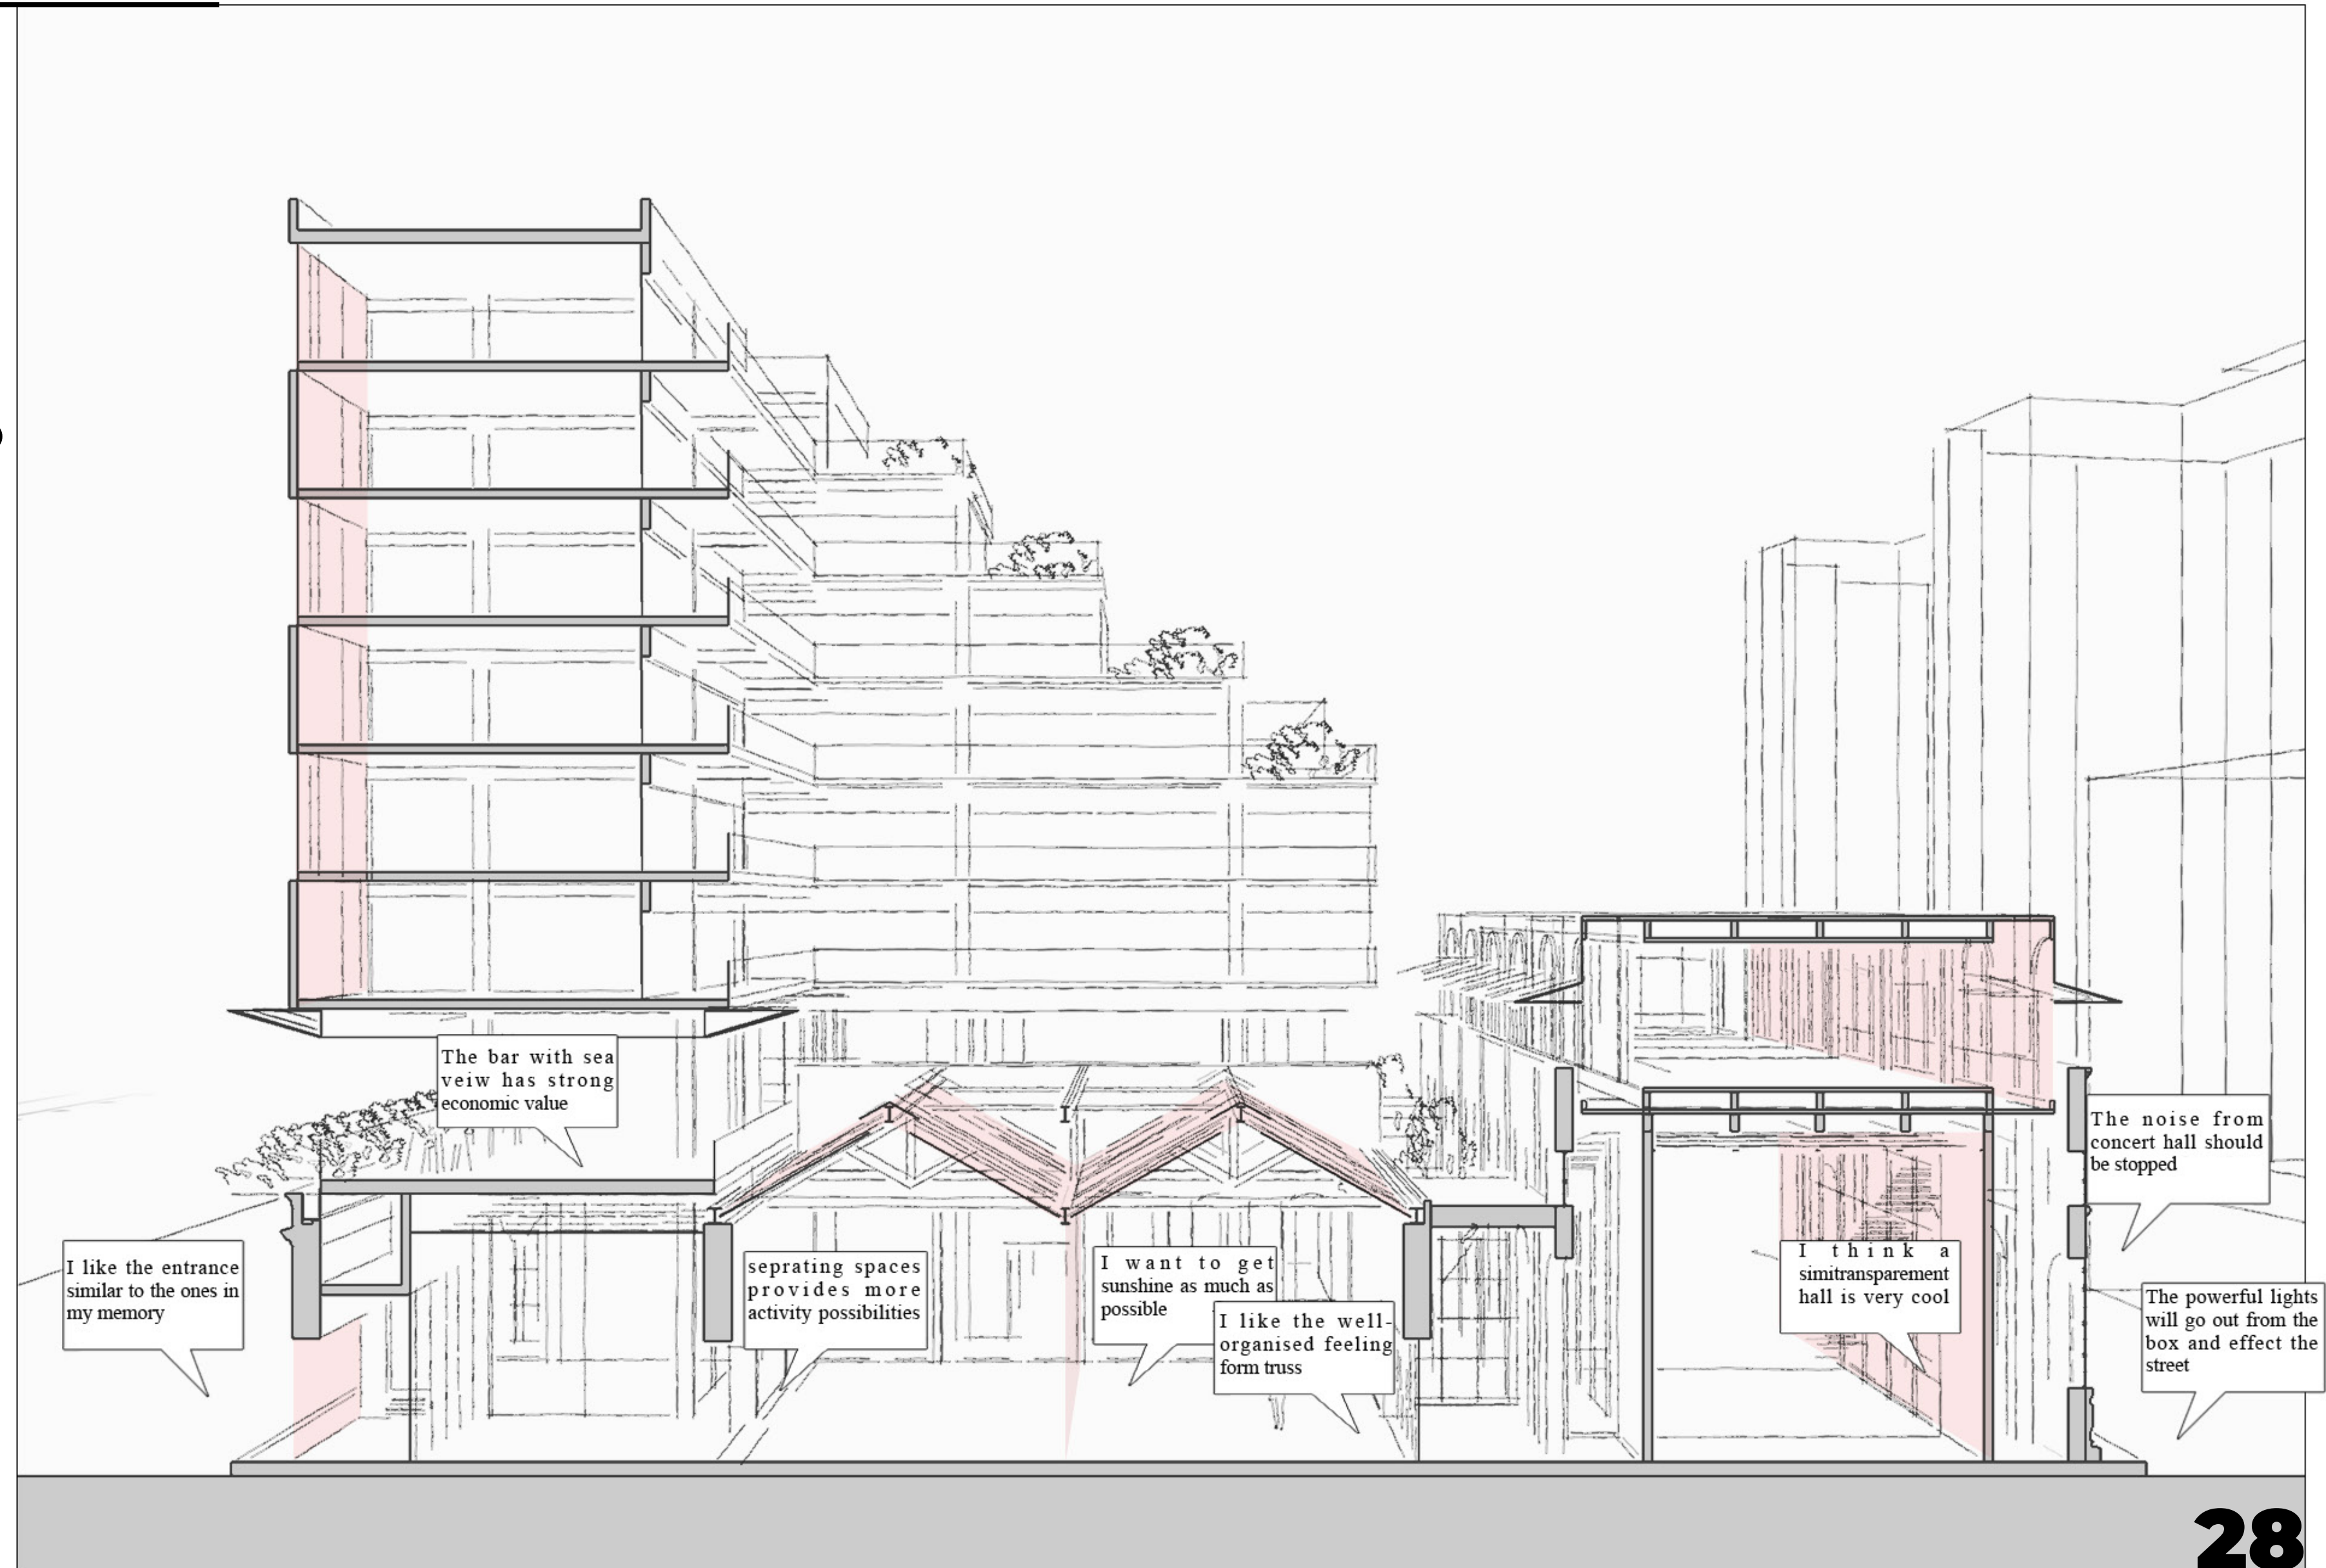 The bar with sea
veiw has strong
economic value
The noise from
concert hall should
be stopped
I like the entrance
similar to the ones in
my memory
seprating spaces
provides more
activity possibilities
I want to get
sunshine as much as
possible
I like the well-
organised feeling
form truss
I think a
simitransparement
hall is very cool
The powerful lights
will go out from the
box and effect the
street
28